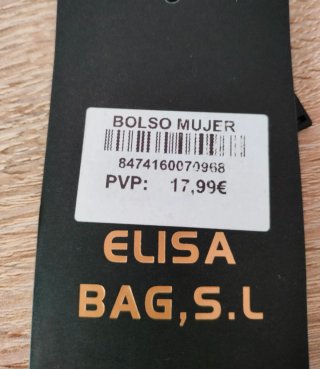 BOLSO MUJER
8474160070968
PVP: 17,99€
ELISA
BAG,S.L